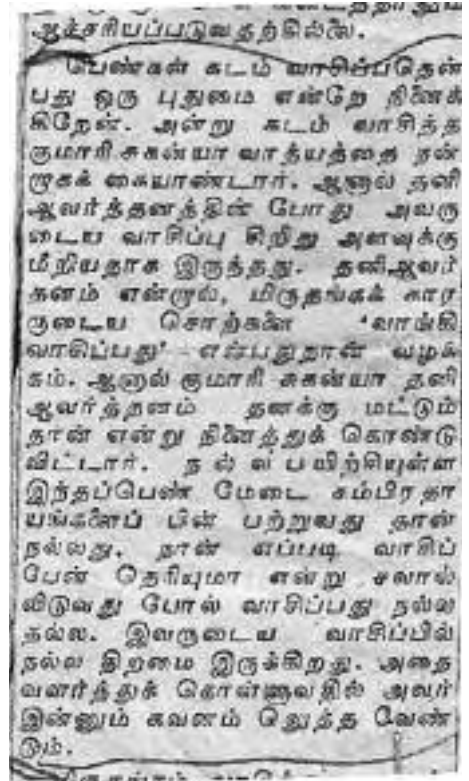 ஆச்சரியப்படுவதற்கில்லை.
பெண்கள் கடம் வாசிப்பதென்
பது ஒரு புதுமை என்றே நினைக்
கிறேன். அன்று கடம் வாசித்த
குமாரி சுகன்யா வாத்யத்தை நன்
றாகக் கையாண்டார். ஆனால் தனி
ஆவர்த்தனத்தின் போது அவரு
டைய வாசிப்பு சிறிது அளவுக்கு
மீறியதாக இருந்தது. தனிஆவர்
தனம் என்றால், மிருதங்கக் கார
ருடைய சொற்களை 'வாங்கி
வாசிப்பது' - என்பதுதான் வழக்
கம். ஆனால் குமாரி சுகன்யா தனி
ஆவர்த்தனம் தனக்கு மட்டும்
தான் என்று நினைத்துக் கொண்டு
விட்டார். நல்ல பயிற்சியுள்ள
இந்தப்பெண் மேடை சம்பிரதா
யங்களைப் பின் பற்றுவது தான்
நல்லது. நான் எப்படி வாசிப்
பேன் தெரியுமா என்று சவால்
விடுவது போல் வாசிப்பது நல்ல
தல்ல. இவருடைய வாசிப்பில்
நல்ல திறமை இருக்கிறது. அதை
வளர்த்துக் கொள்ளுவதில் அவர்
இன்னும் கவனம் செலுத்த வேண்
டும்.